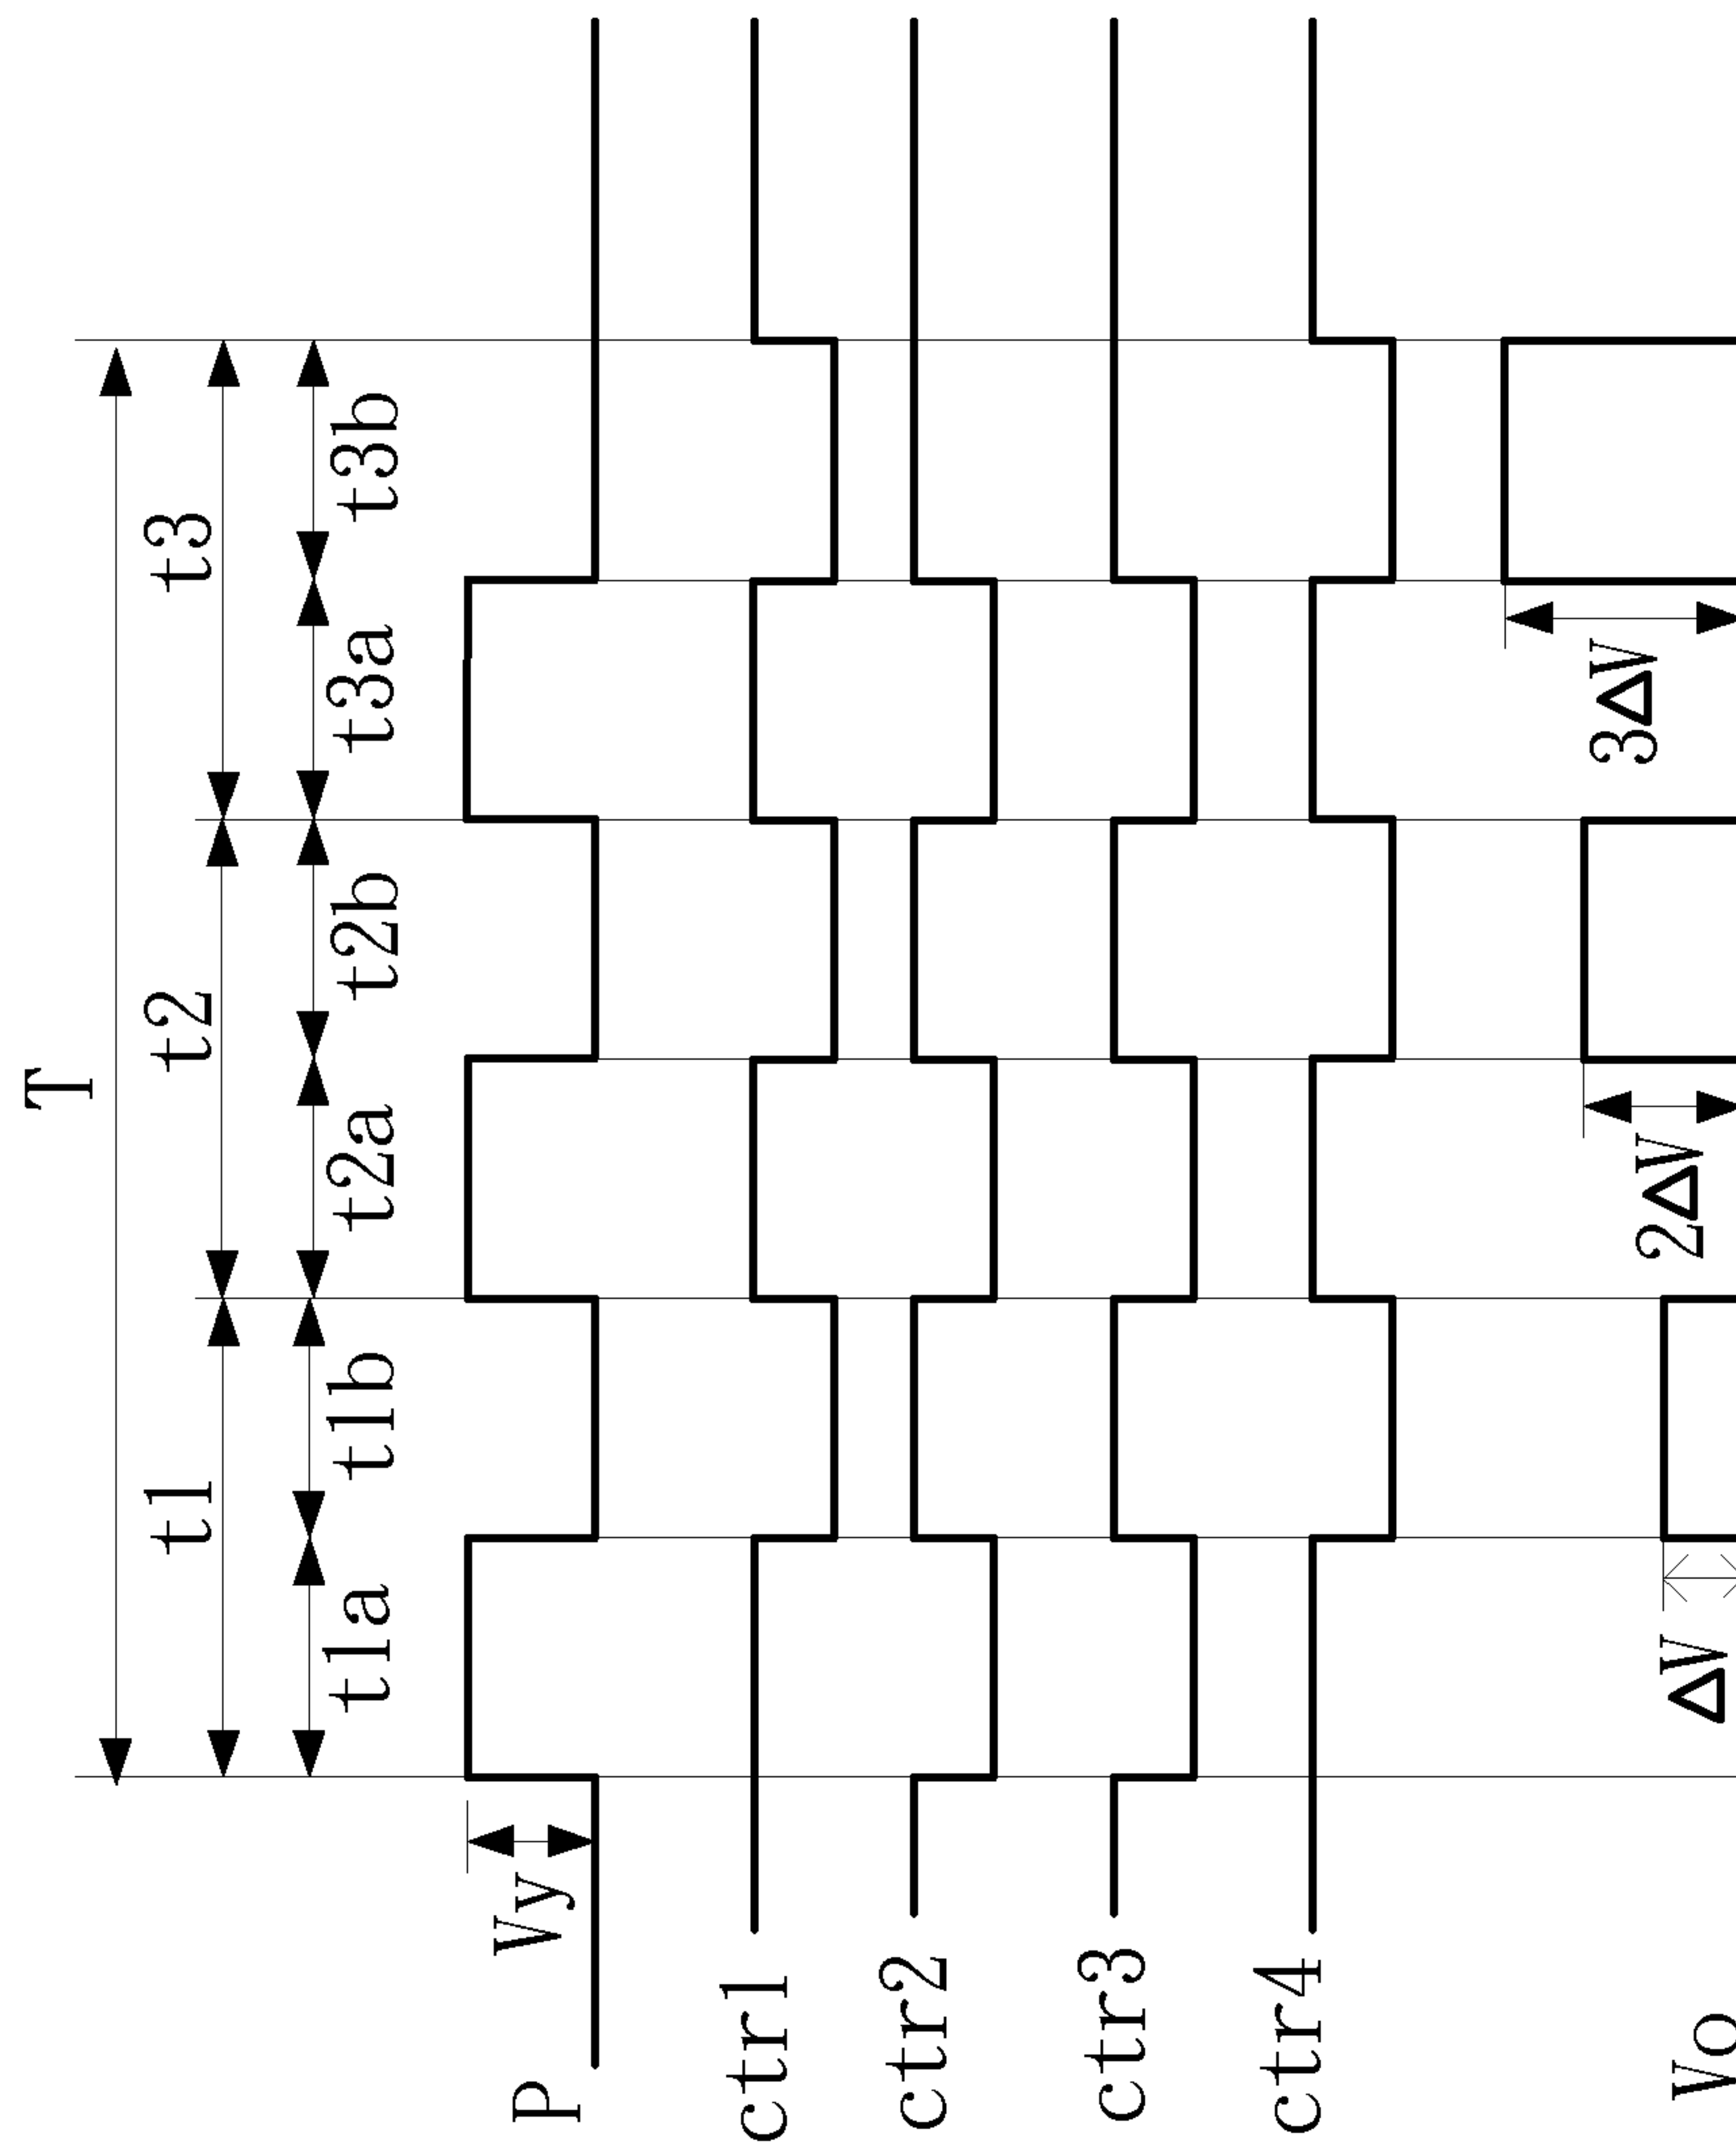 T
t1 t2 t3
t1a t1b t2a t2b t3a t3b
P Vy
ctr1
ctr2
ctr3
ctr4
Vo ΔV 2ΔV 3ΔV